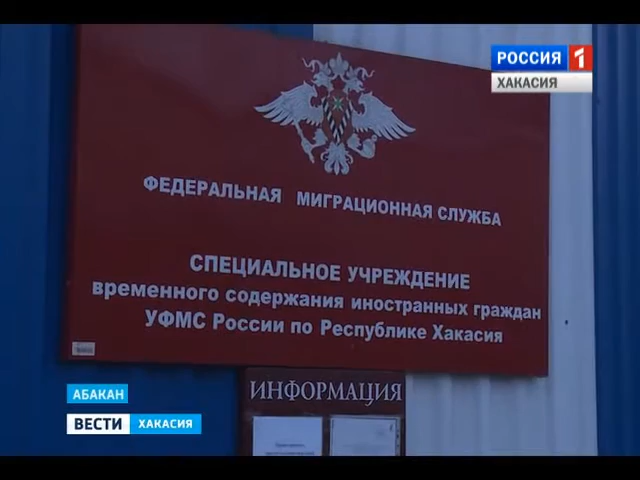 РОССИЯ 1
ХАКАСИЯ
ФЕДЕРАЛЬНАЯ МИГРАЦИОННАЯ СЛУЖБА
СПЕЦИАЛЬНОЕ УЧРЕЖДЕНИЕ
временного содержания иностранных граждан
УФМС России по Республике Хакасия
ИНФОРМАЦИЯ
АБАКАН
ВЕСТИ ХАКАСИЯ